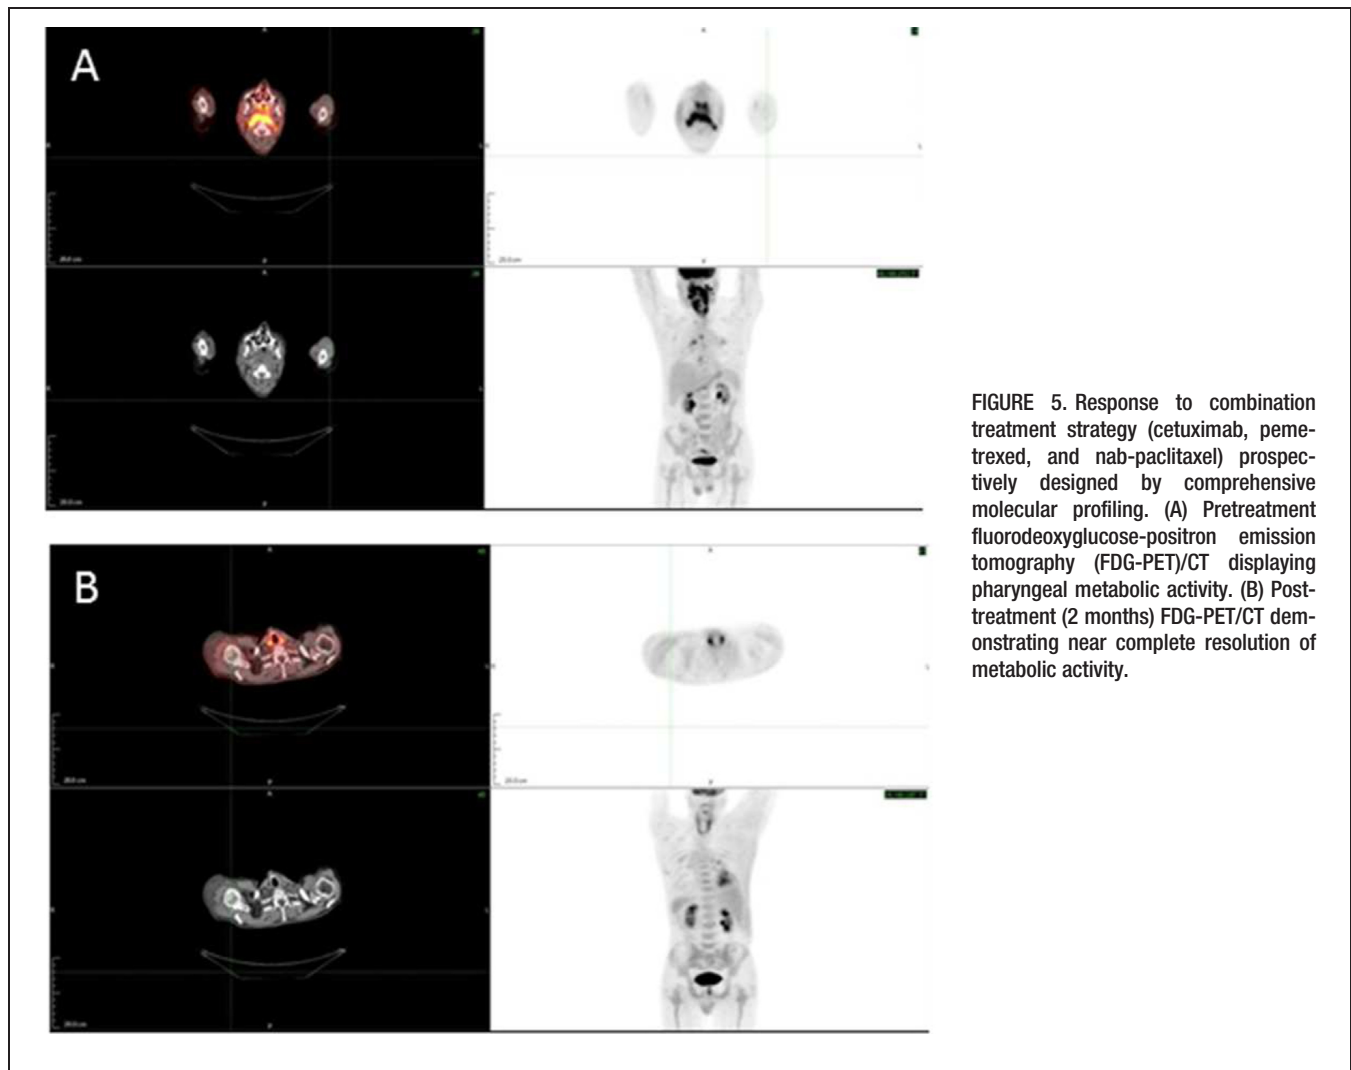 A
FIGURE 5. Response to combination
treatment strategy (cetuximab, peme-
trexed, and nab-paclitaxel) prospec-
tively designed by comprehensive
molecular profiling. (A) Pretreatment
fluorodeoxyglucose-positron emission
tomography (FDG-PET)/CT displaying
pharyngeal metabolic activity. (B) Post-
treatment (2 months) FDG-PET/CT dem-
onstrating near complete resolution of
metabolic activity.
B